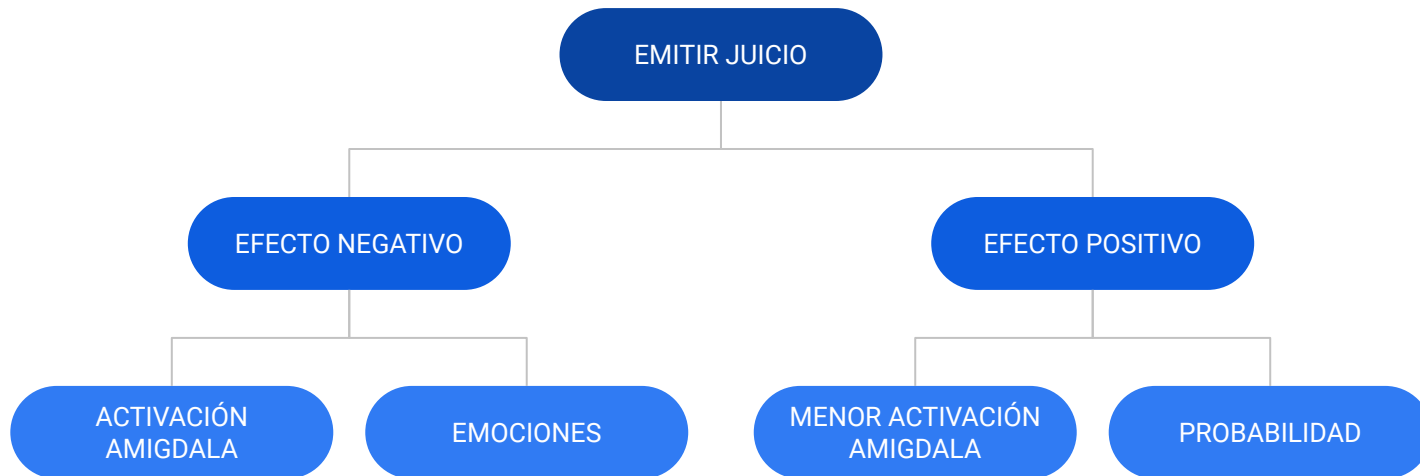 EMITIR JUICIO
EFECTO NEGATIVO
EFECTO POSITIVO
ACTIVACIÓN
AMIGDALA
EMOCIONES
MENOR ACTIVACIÓN
AMIGDALA
PROBABILIDAD